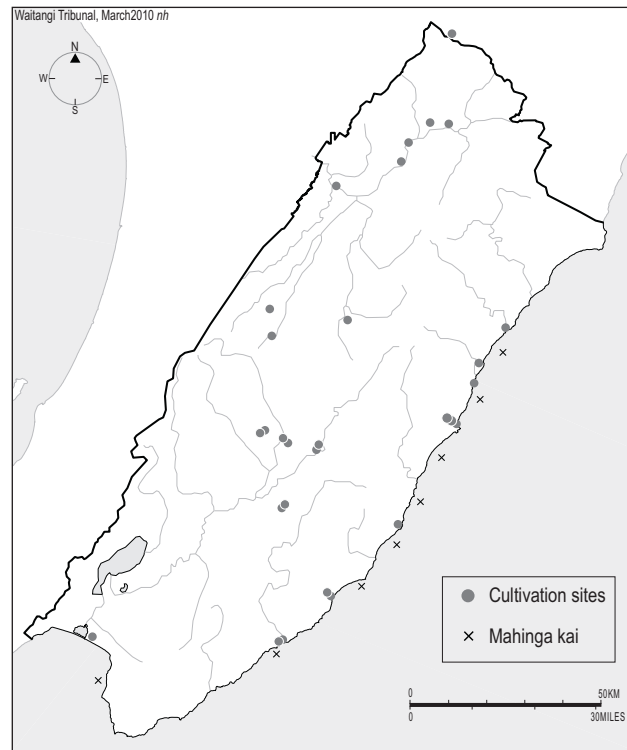 Waitangi Tribunal, March2010 nh
N
W E
S
Cultivation sites
Mahinga kai
0 50KM
0 30MILES